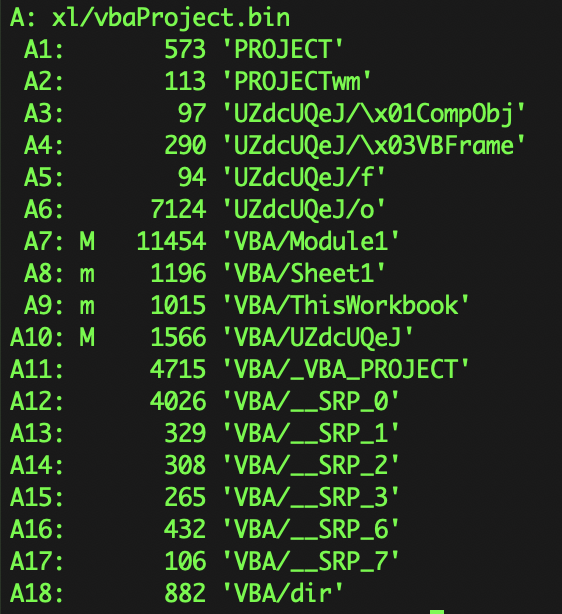 A: xl/vbaProject.bin
A1: 573 'PROJECT'
A2: 113 'PROJECTwm'
A3: 97 'UZdcUQeJ/\x01CompObj'
A4: 290 'UZdcUQeJ/\x03VBFrame'
A5: 94 'UZdcUQeJ/f'
A6: 7124 'UZdcUQeJ/o'
A7: M 11454 'VBA/Module1'
A8: m 1196 'VBA/Sheet1'
A9: m 1015 'VBA/ThisWorkbook'
A10: M 1566 'VBA/UZdcUQeJ'
A11: 4715 'VBA/_VBA_PROJECT'
A12: 4026 'VBA/__SRP_0'
A13: 329 'VBA/__SRP_1'
A14: 308 'VBA/__SRP_2'
A15: 265 'VBA/__SRP_3'
A16: 432 'VBA/__SRP_6'
A17: 106 'VBA/__SRP_7'
A18: 882 'VBA/dir'